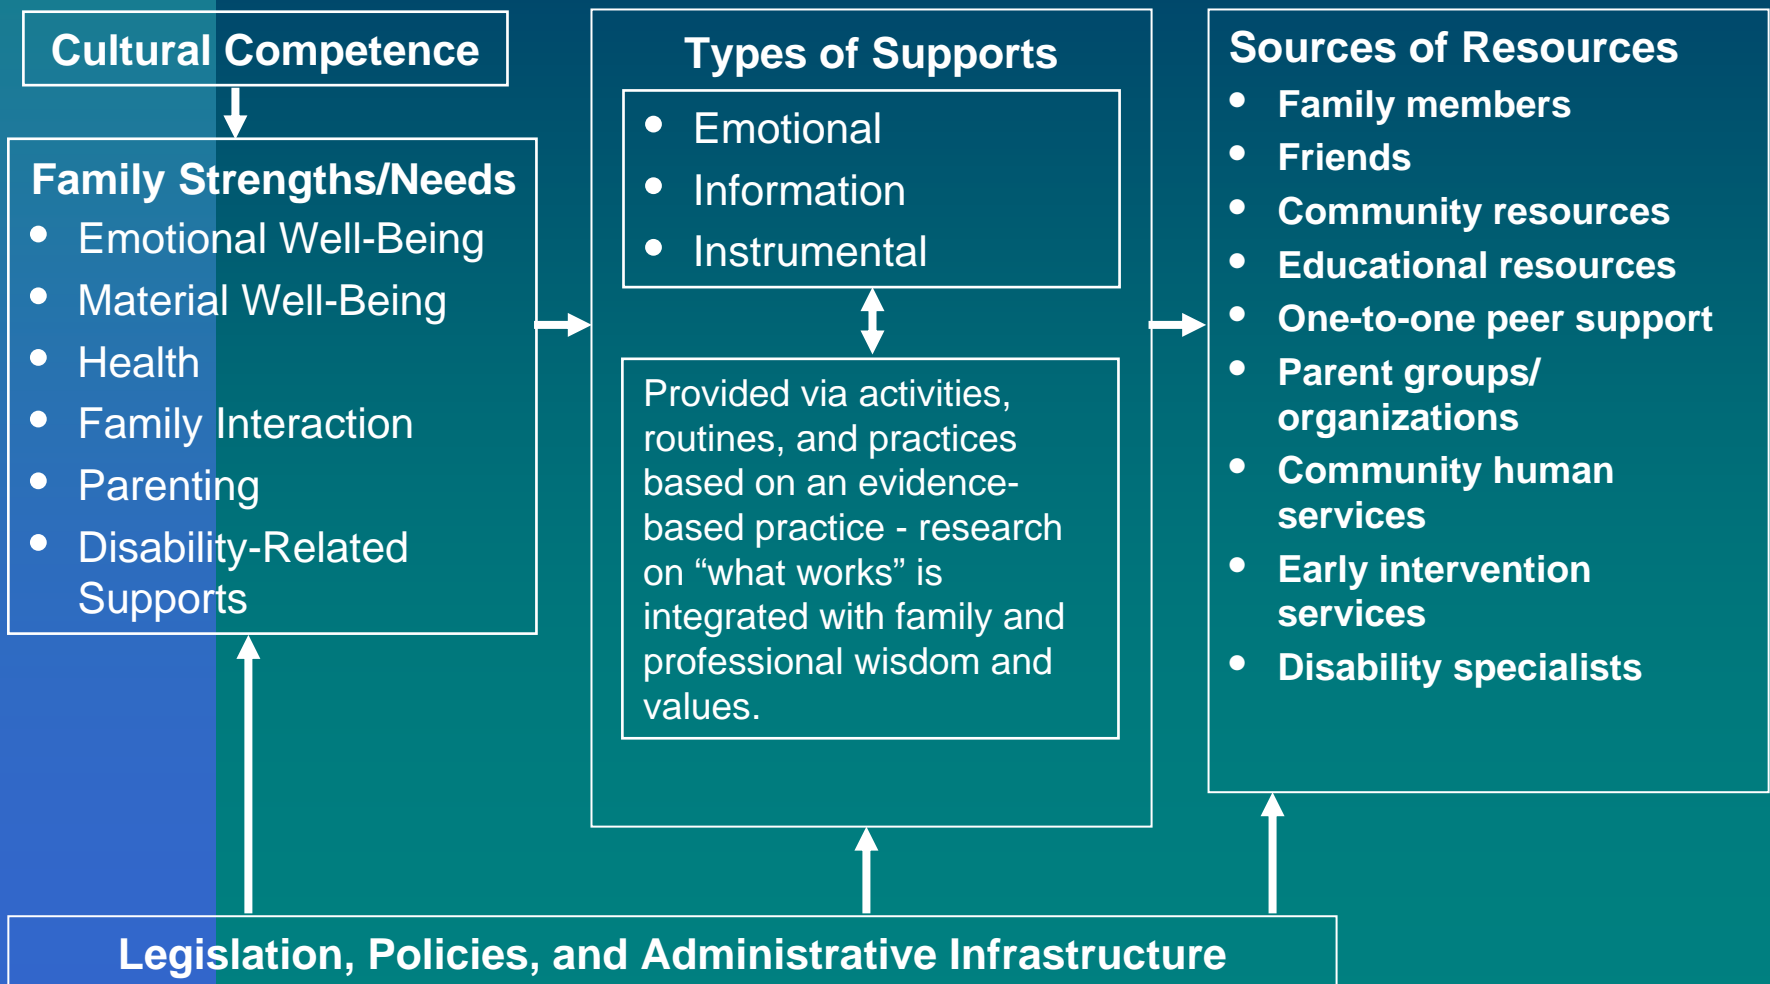 Cultural Competence
Family Strengths/Needs
• Emotional Well-Being
• Material Well-Being
• Health
• Family Interaction
• Parenting
• Disability-Related
Supports
Types of Supports
• Emotional
• Information
• Instrumental
Provided via activities,
routines, and practices
based on an evidence-
based practice - research
on “what works” is
integrated with family and
professional wisdom and
values.
Sources of Resources
• Family members
• Friends
• Community resources
• Educational resources
• One-to-one peer support
• Parent groups/
organizations
• Community human
services
• Early intervention
services
• Disability specialists
Legislation, Policies, and Administrative Infrastructure